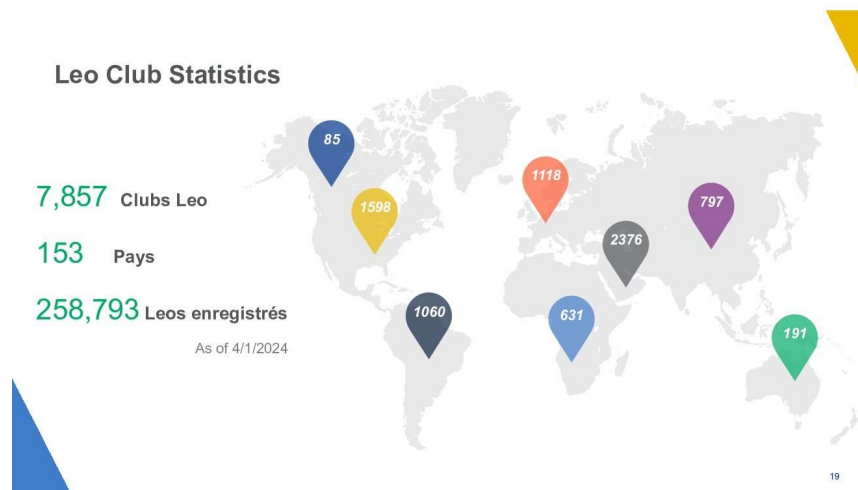 Leo Club Statistics
7,857 Clubs Leo
153 Pays
258,793 Leos enregistrés
As of 4/1/2024
85
1598
1118
797
2376
1060
631
191
19